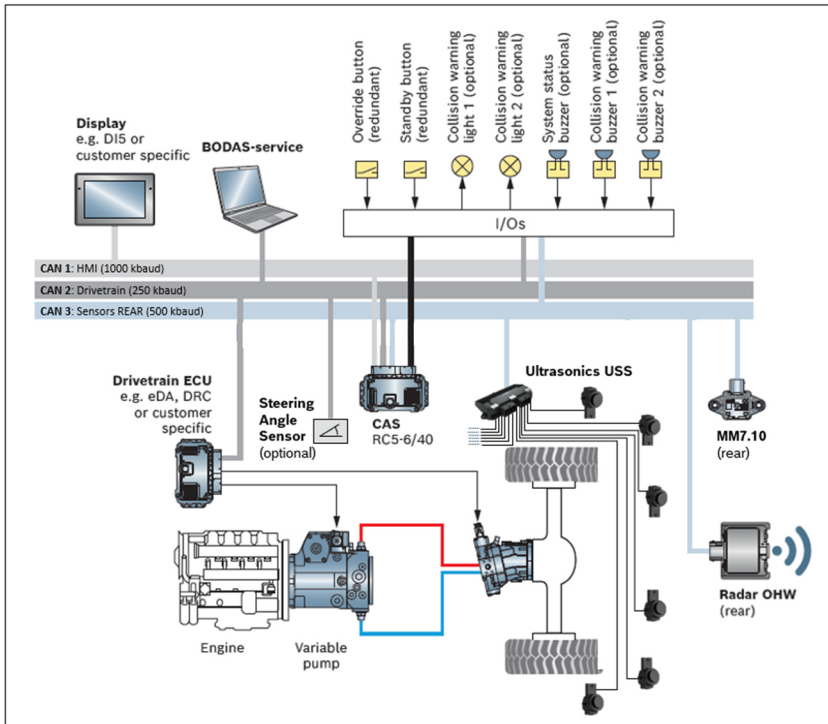 Override button
(redundant)
Standby button
(redundant)
Collision warning
light 1 (optional)
Collision warning
light 2 (optional)
System status
buzzer (optional)
Collision warning
buzzer 1 (optional)
Collision warning
buzzer 2 (optional)
Display
e.g. DI5 or
customer specific
BODAS-service
I/Os
CAN 1: HMI (1000 kbaud)
CAN 2: Drivetrain (250 kbaud)
CAN 3: Sensors REAR (500 kbaud)
Drivetrain ECU
e.g. eDA, DRC
or customer
specific
Steering
Angle
Sensor
(optional)
CAS
RC5-6/40
Ultrasonics USS
MM7.10
(rear)
Radar OHW
(rear)
Engine
Variable
pump